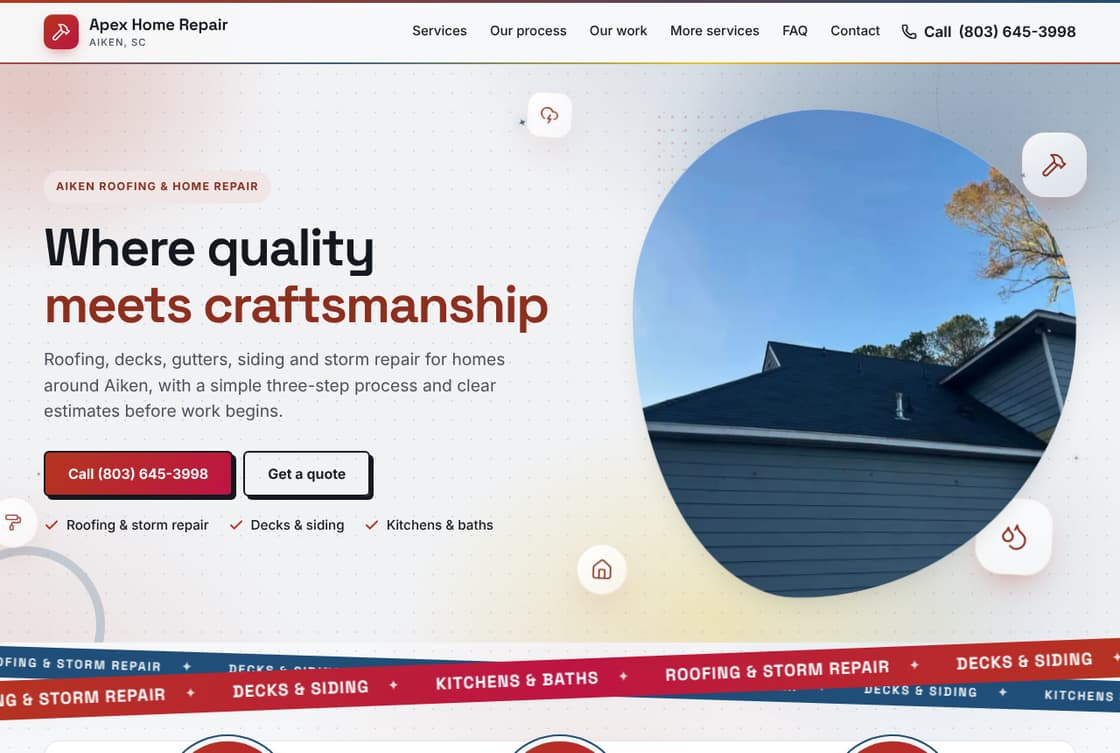 Apex Home Repair
AIKEN, SC
Services
Our process
Our work
More services
FAQ
Contact
Call (803) 645-3998
AIKEN ROOFING & HOME REPAIR
Where quality
meets craftsmanship
Roofing, decks, gutters, siding and storm repair for homes
around Aiken, with a simple three-step process and clear
estimates before work begins.
Call (803) 645-3998
Get a quote
Roofing & storm repair
Decks & siding
Kitchens & baths
& STORM REPAIR ✦ DECKS & DECKS & SIDING ✦ KITCHENS
& STORM REPAIR ✦ DECKS & SIDING ✦ KITCHENS & BATHS ✦ ROOFING & STORM REPAIR ✦ DECKS & SIDING ✦